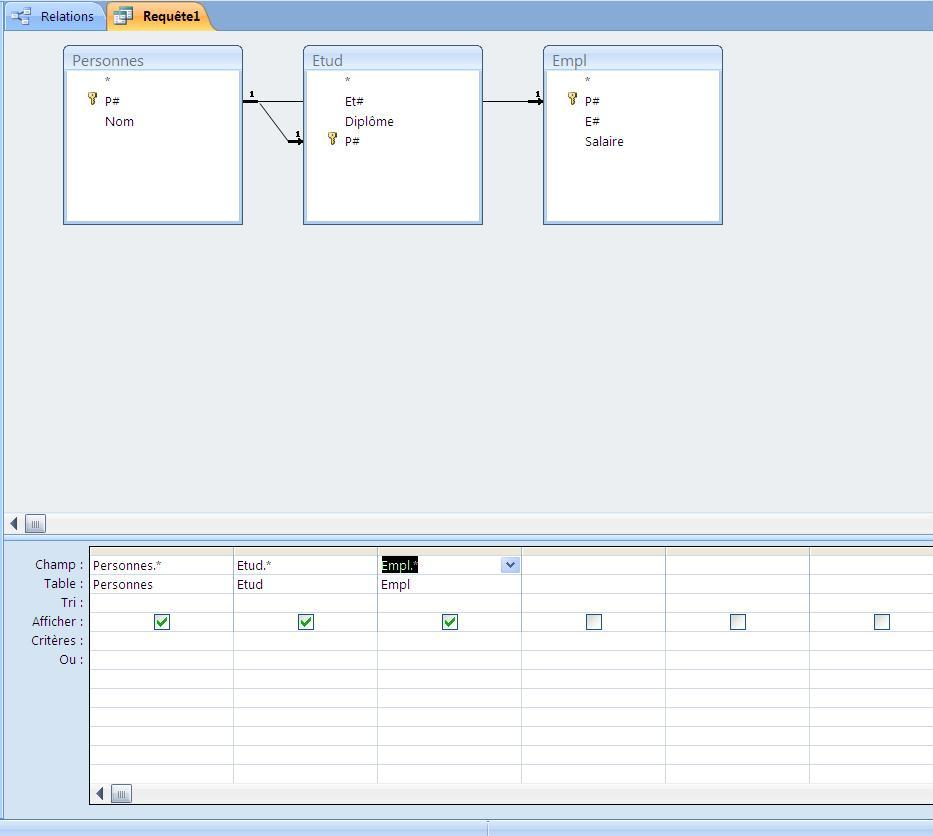 Relations
Requête1
Personnes
*
P#
Nom
1
1
Etud
*
Et#
Diplôme
P#
1
Empl
*
P#
E#
Salaire
Champ : Personnes.* Etud.* Empl.*
Table : Personnes Etud Empl
Tri :
Afficher :
Critères :
Ou :